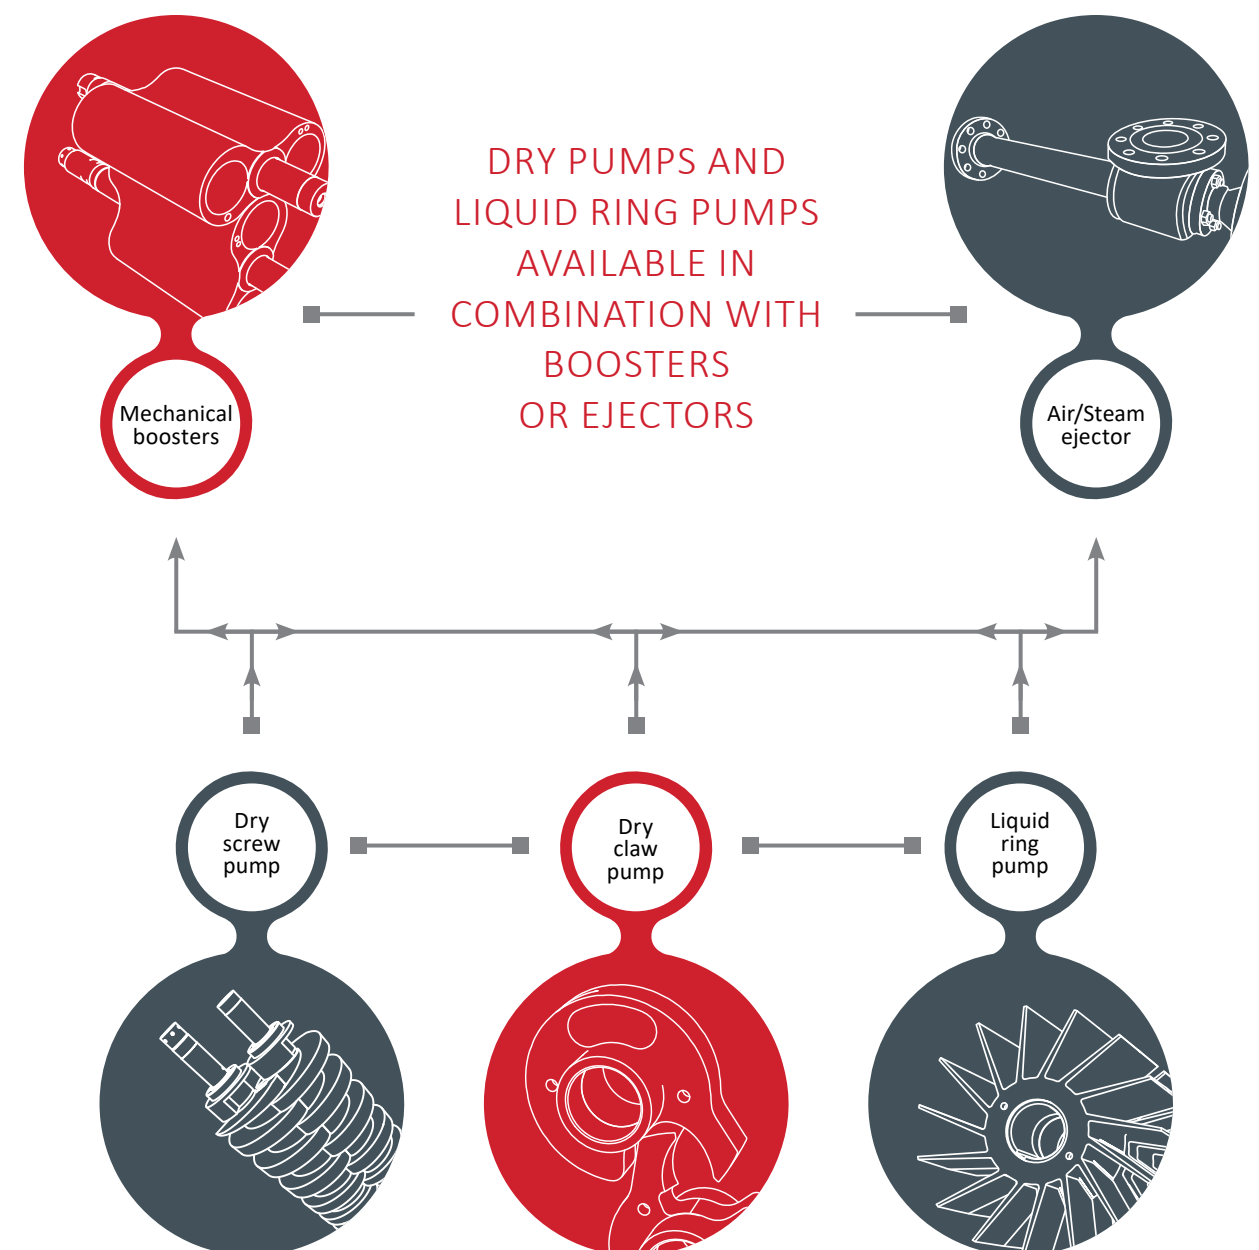 DRY PUMPS AND
LIQUID RING PUMPS
AVAILABLE IN
COMBINATION WITH
BOOSTERS
OR EJECTORS
Mechanical
boosters
Air/Steam
ejector
Dry
screw
pump
Dry
claw
pump
Liquid
ring
pump